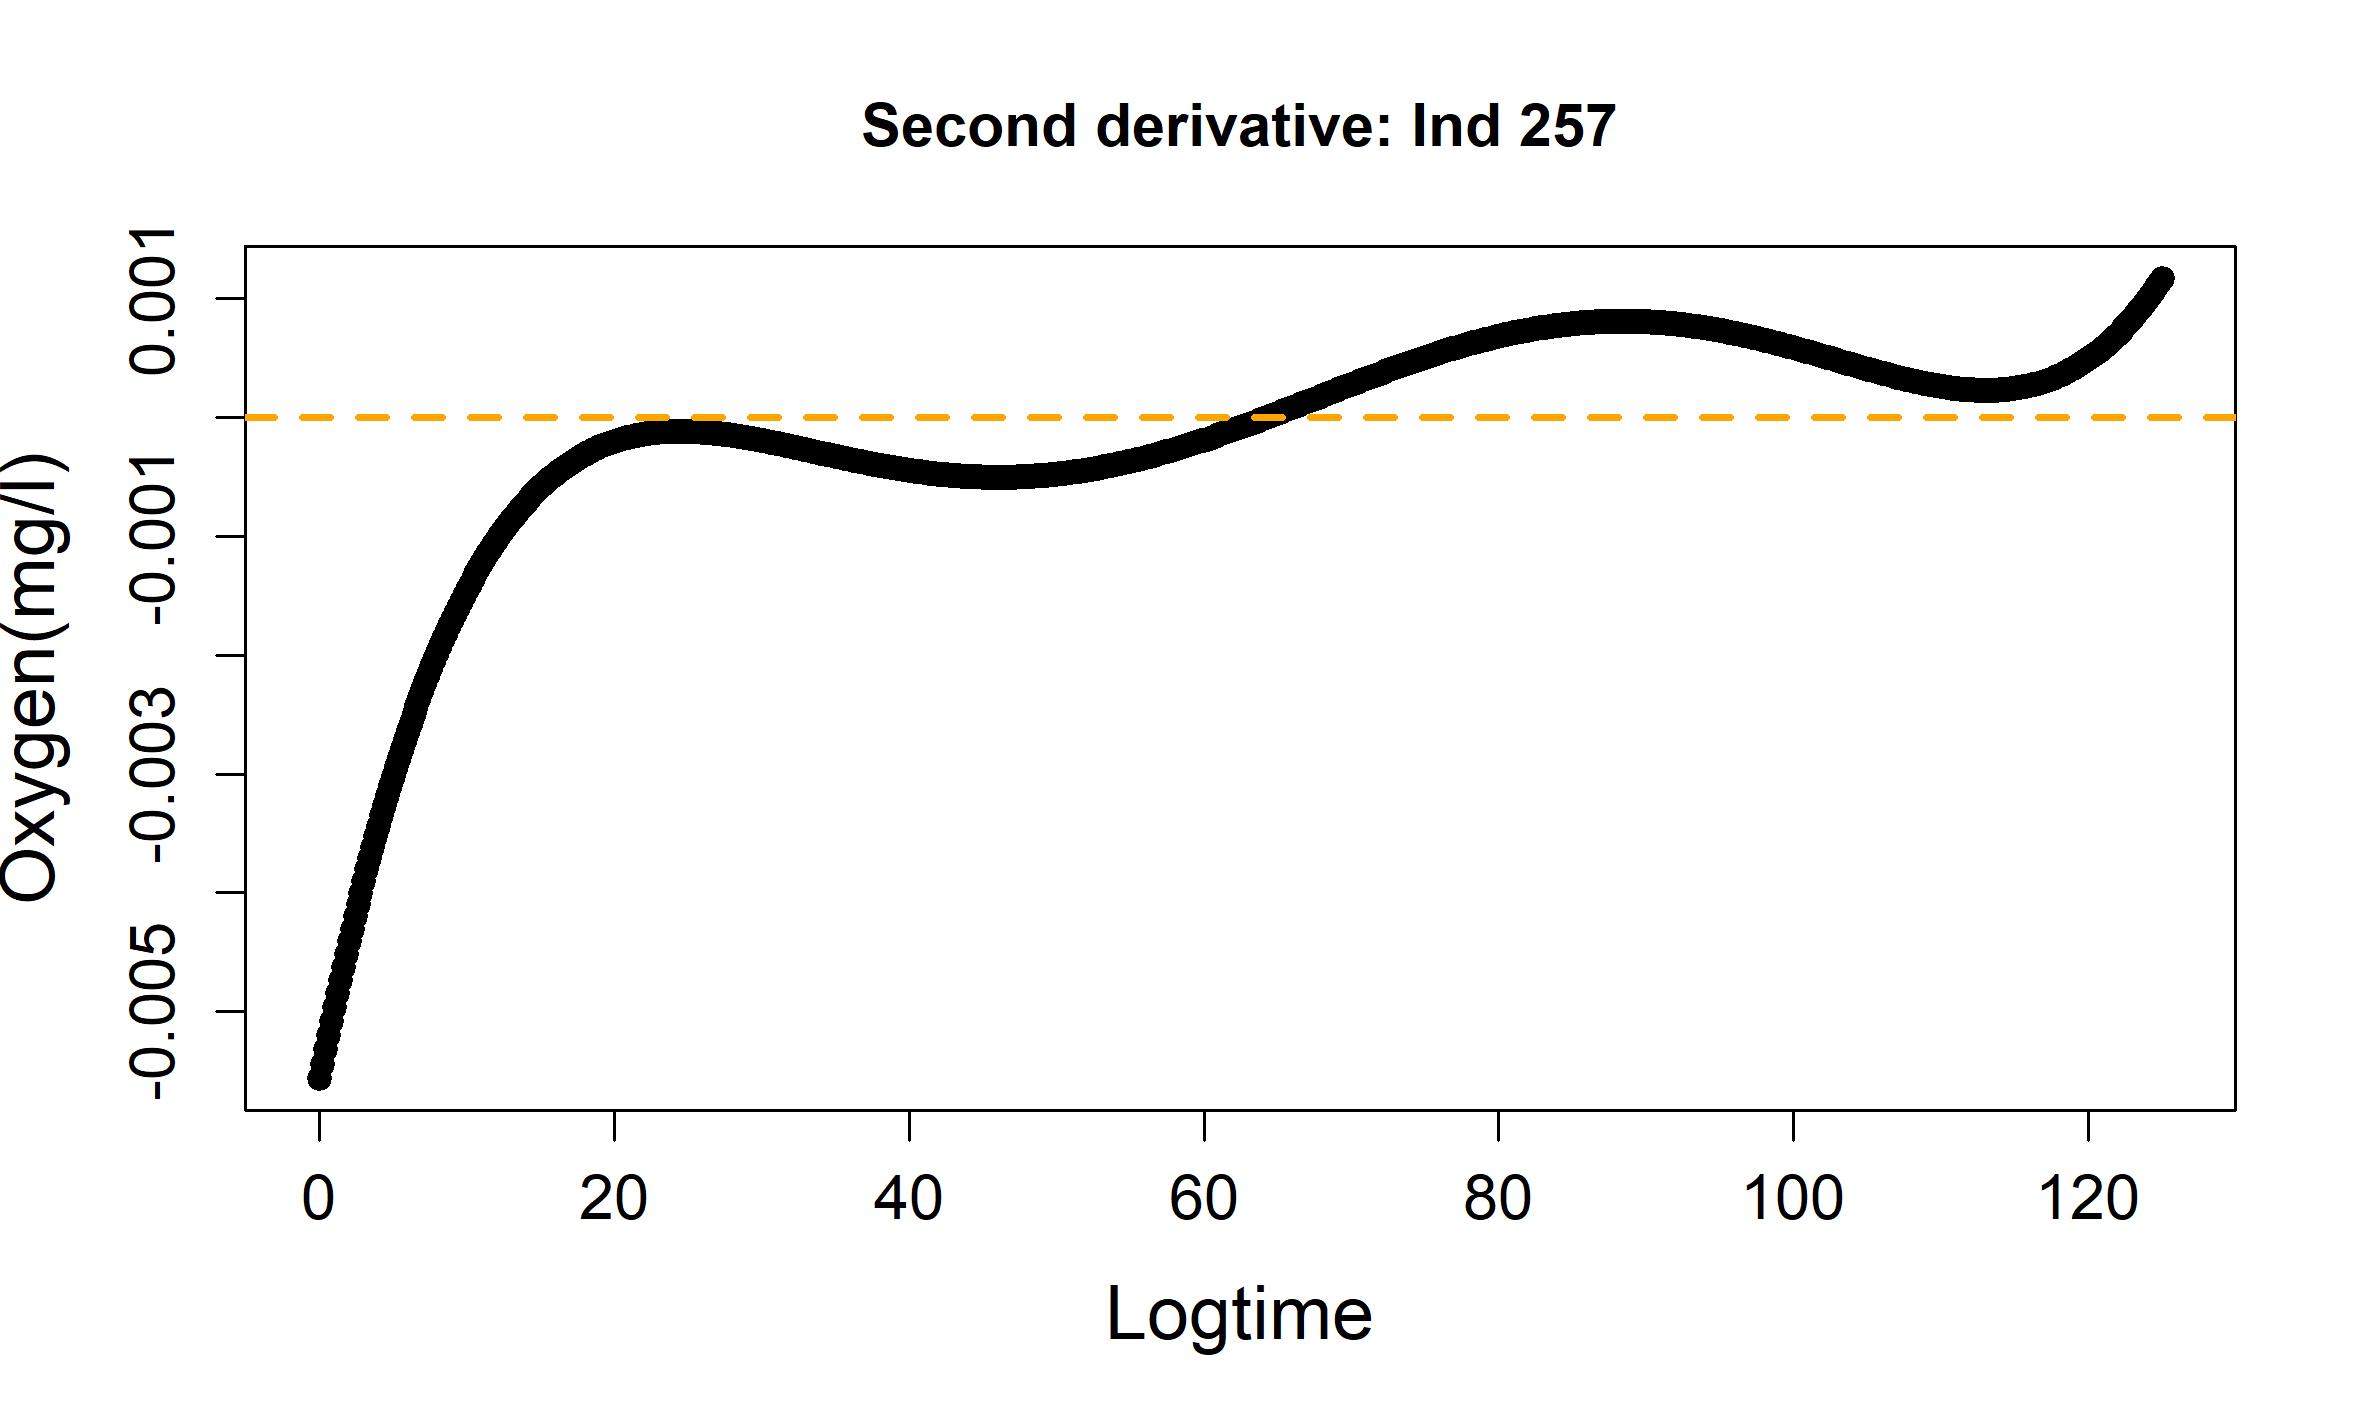 Second derivative: Ind 257
Oxygen(mg/l)
0.001
-0.001
-0.003
-0.005
0 20 40 60 80 100 120
Logtime